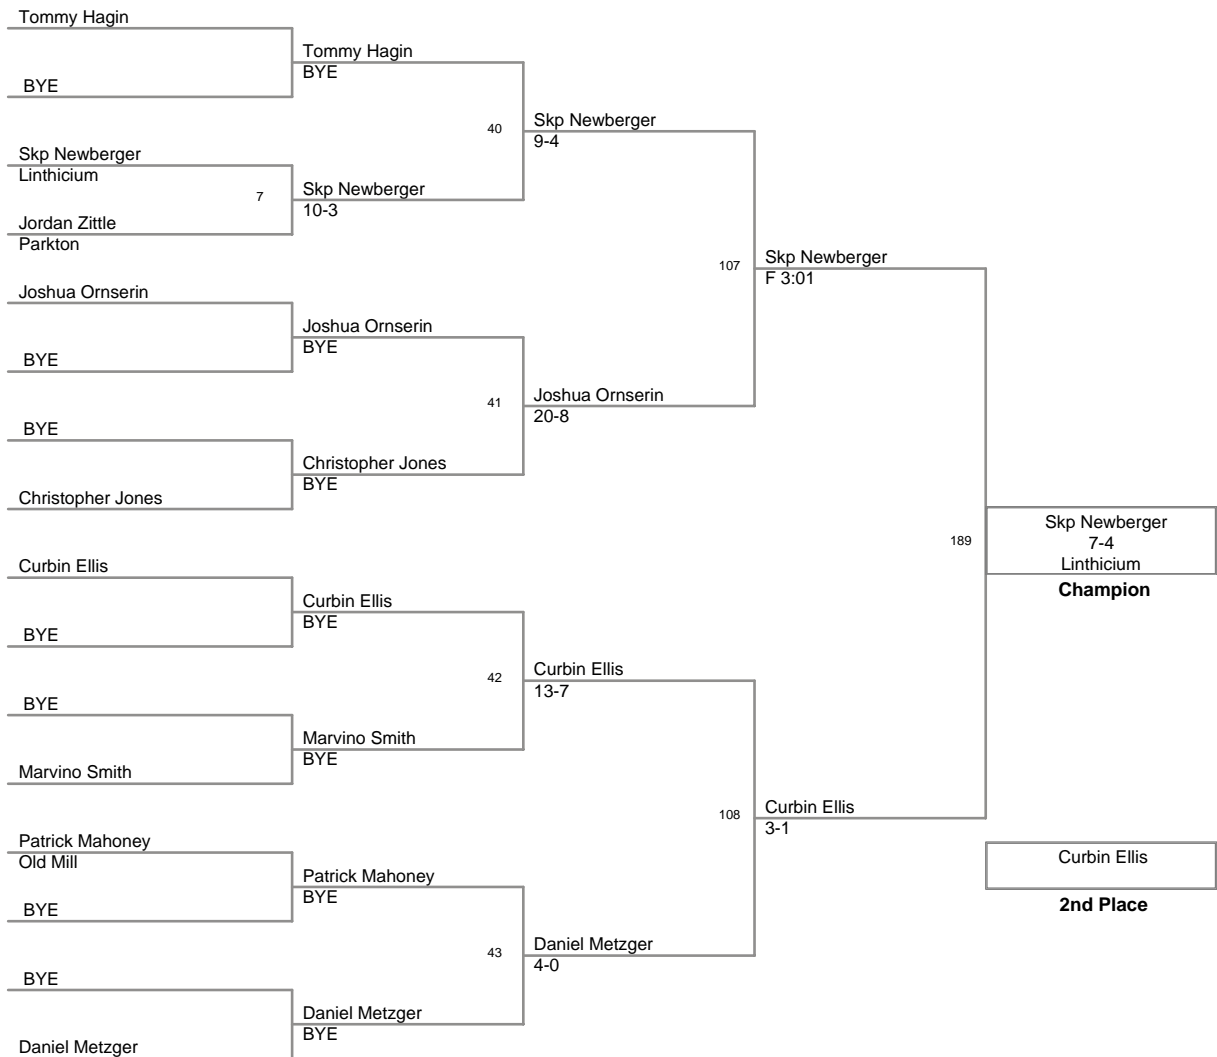 Tommy Hagin
BYE
Skp Newberger
Linthicium
7
Jordan Zittle
Parkton
Joshua Ornserin
BYE
BYE
Christopher Jones
Curbin Ellis
BYE
BYE
Marvino Smith
Patrick Mahoney
Old Mill
BYE
BYE
Daniel Metzger
Tommy Hagin
BYE
40
Skp Newberger
10-3
Joshua Ornserin
BYE
41
Christopher Jones
BYE
Curbin Ellis
BYE
42
Marvino Smith
BYE
Patrick Mahoney
BYE
43
Daniel Metzger
BYE
Skp Newberger
9-4
107
Joshua Ornserin
20-8
Curbin Ellis
13-7
108
Daniel Metzger
4-0
Skp Newberger
F 3:01
189
Curbin Ellis
3-1
Skp Newberger
7-4
Linthicium
Champion
Curbin Ellis
2nd Place